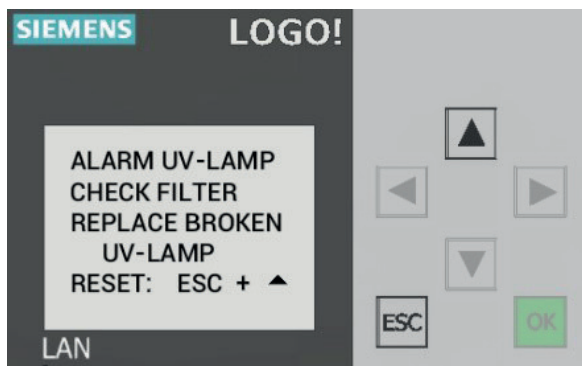 SIEMENS
LOGO!
ALARM UV-LAMP
CHECK FILTER
REPLACE BROKEN
UV-LAMP
RESET: ESC + ▲
ESC
OK
LAN